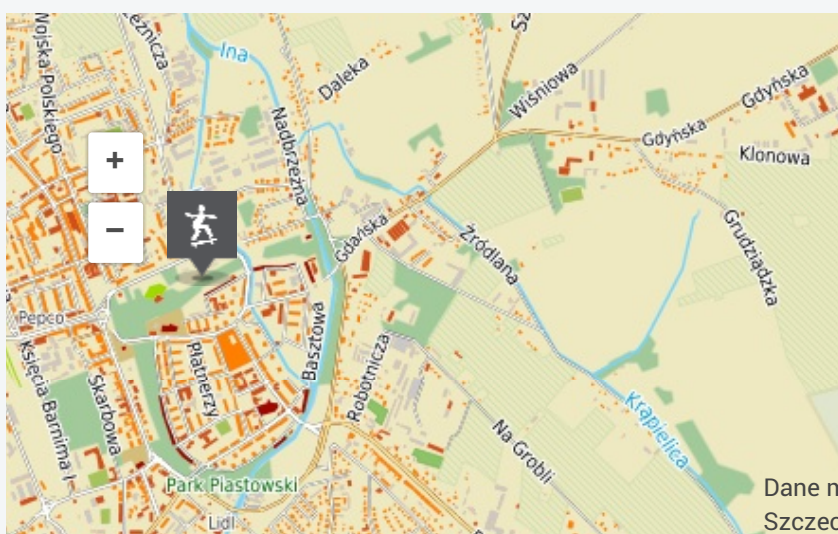 Wojska Polskiego
Ina
Daleka
Wiśniowa
Gdyńska
Gdyńska
Klonowa
Nadbrzeżna
+
−
Gdańska
Źródlana
Grudziądzka
Pepco
Księcia Barnima I
Skarbowa
Płatnerzy
Basztowa
Robotnicza
Na Grobli
Krąpielica
Park Piastowski
Lidl
Dane m
Szczec